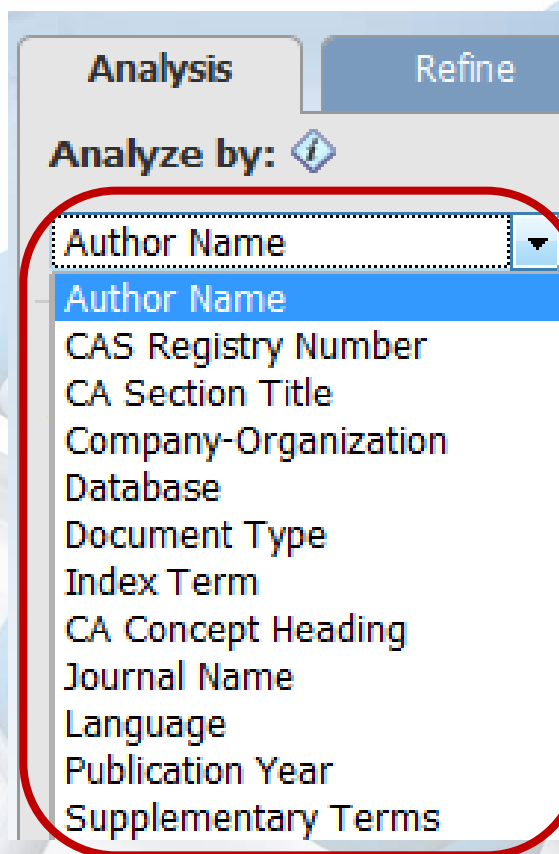 Analysis
Refine
Analyze by:
Author Name
Author Name
CAS Registry Number
CA Section Title
Company-Organization
Database
Document Type
Index Term
CA Concept Heading
Journal Name
Language
Publication Year
Supplementary Terms